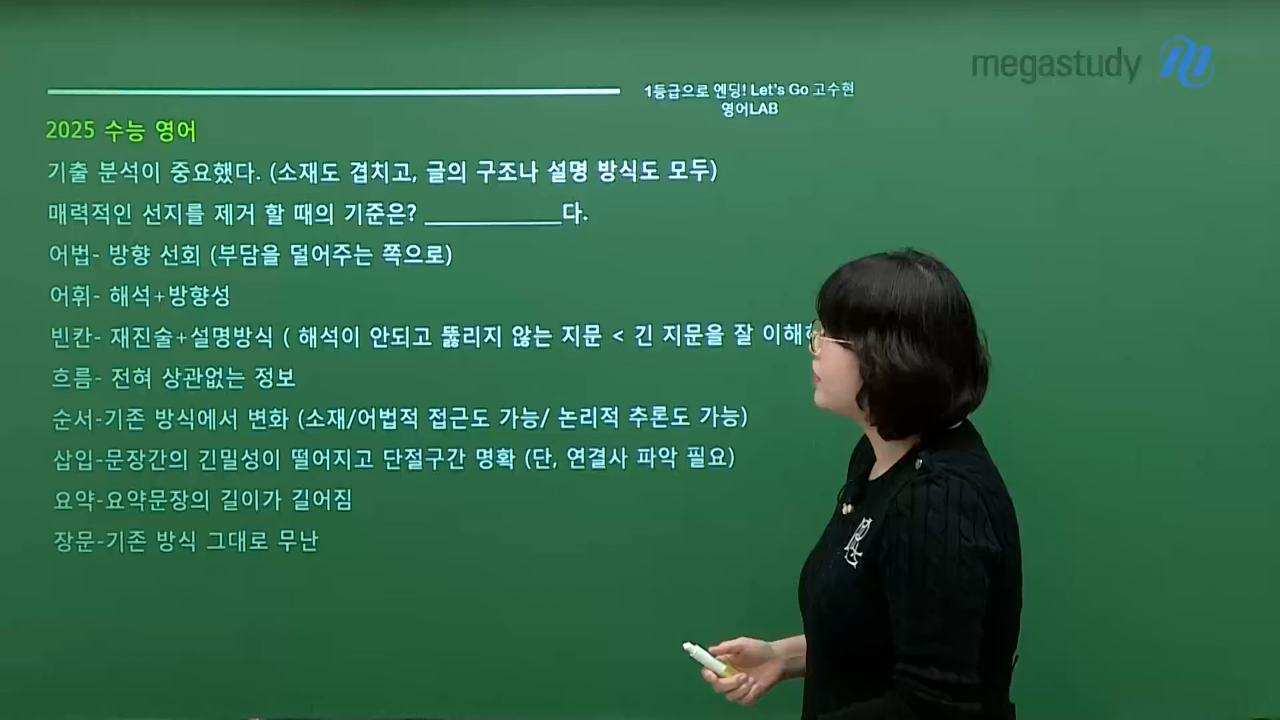 megastudy
1등급으로 엔딩! Let's Go 고수현
영어LAB
2025 수능 영어
기출 분석이 중요했다. (소재도 겹치고, 글의 구조나 설명 방식도 모두)
매력적인 선지를 제거 할 때의 기준은? ____________다.
어법- 방향 선회 (부담을 덜어주는 쪽으로)
어휘- 해석+방향성
빈칸- 재진술+설명방식 ( 해석이 안되고 뚫리지 않는 지문 < 긴 지문을 잘
흐름- 전혀 상관없는 정보
순서-기존 방식에서 변화 (소재/어법적 접근도 가능/ 논리적 추론도 가능)
삽입-문장간의 긴밀성이 떨어지고 단절구간 명확 (단, 연결사 파악 필요)
요약-요약문장의 길이가 길어짐
장문-기존 방식 그대로 무난